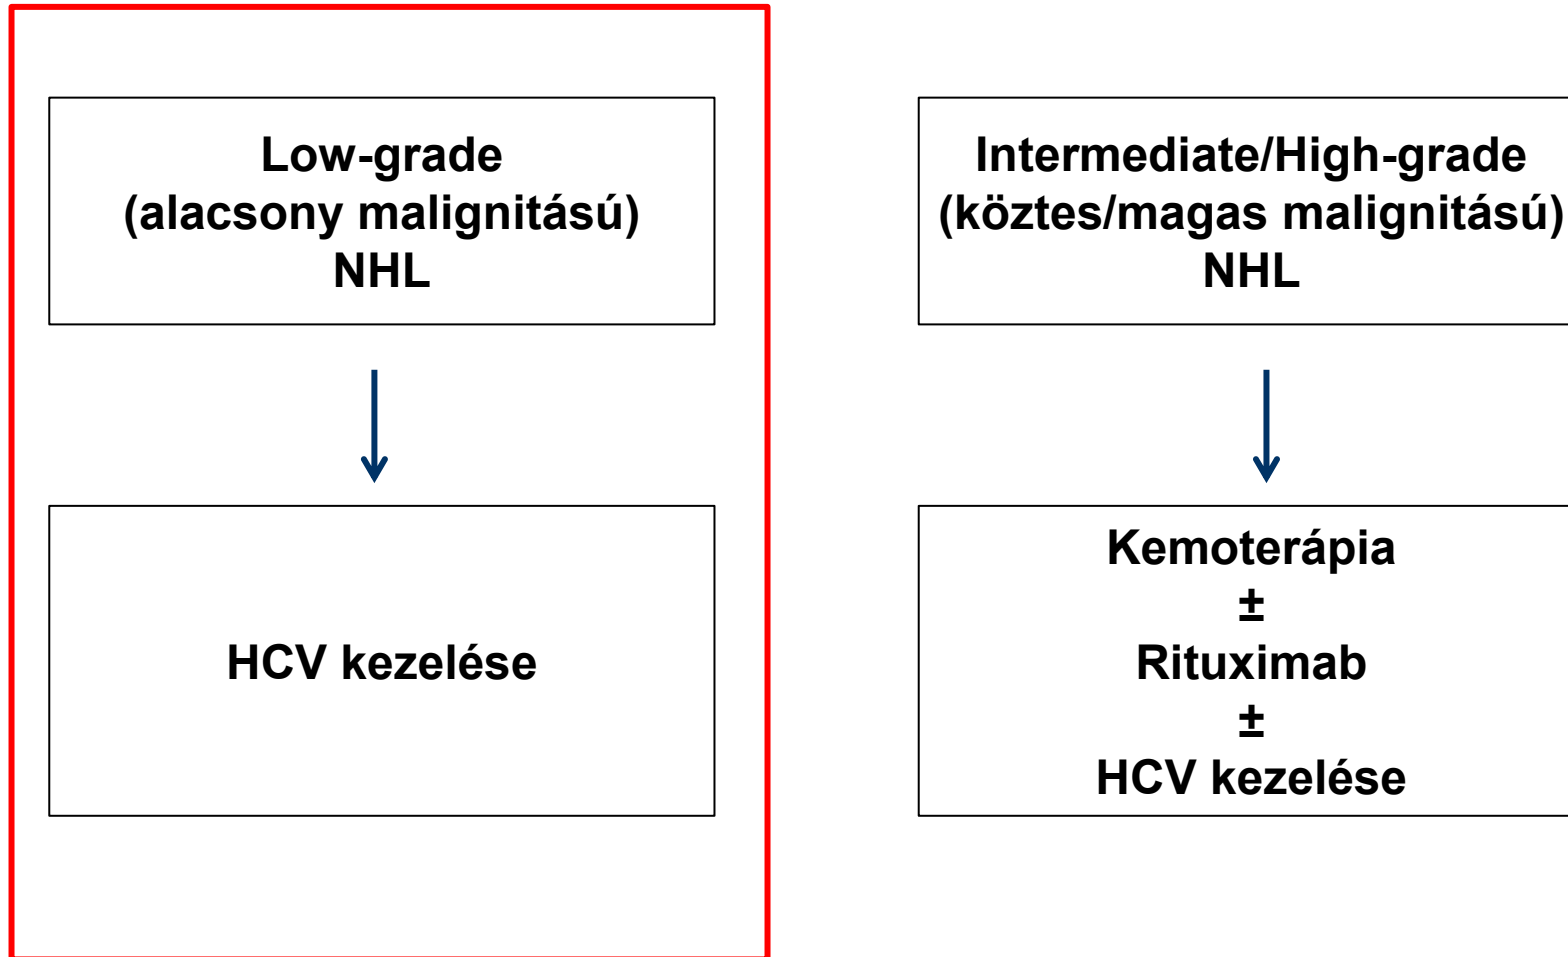 Low-grade
(alacsony malignitású)
NHL
HCV kezelése
Intermediate/High-grade
(köztes/magas malignitású)
NHL
Kemoterápia
±
Rituximab
±
HCV kezelése